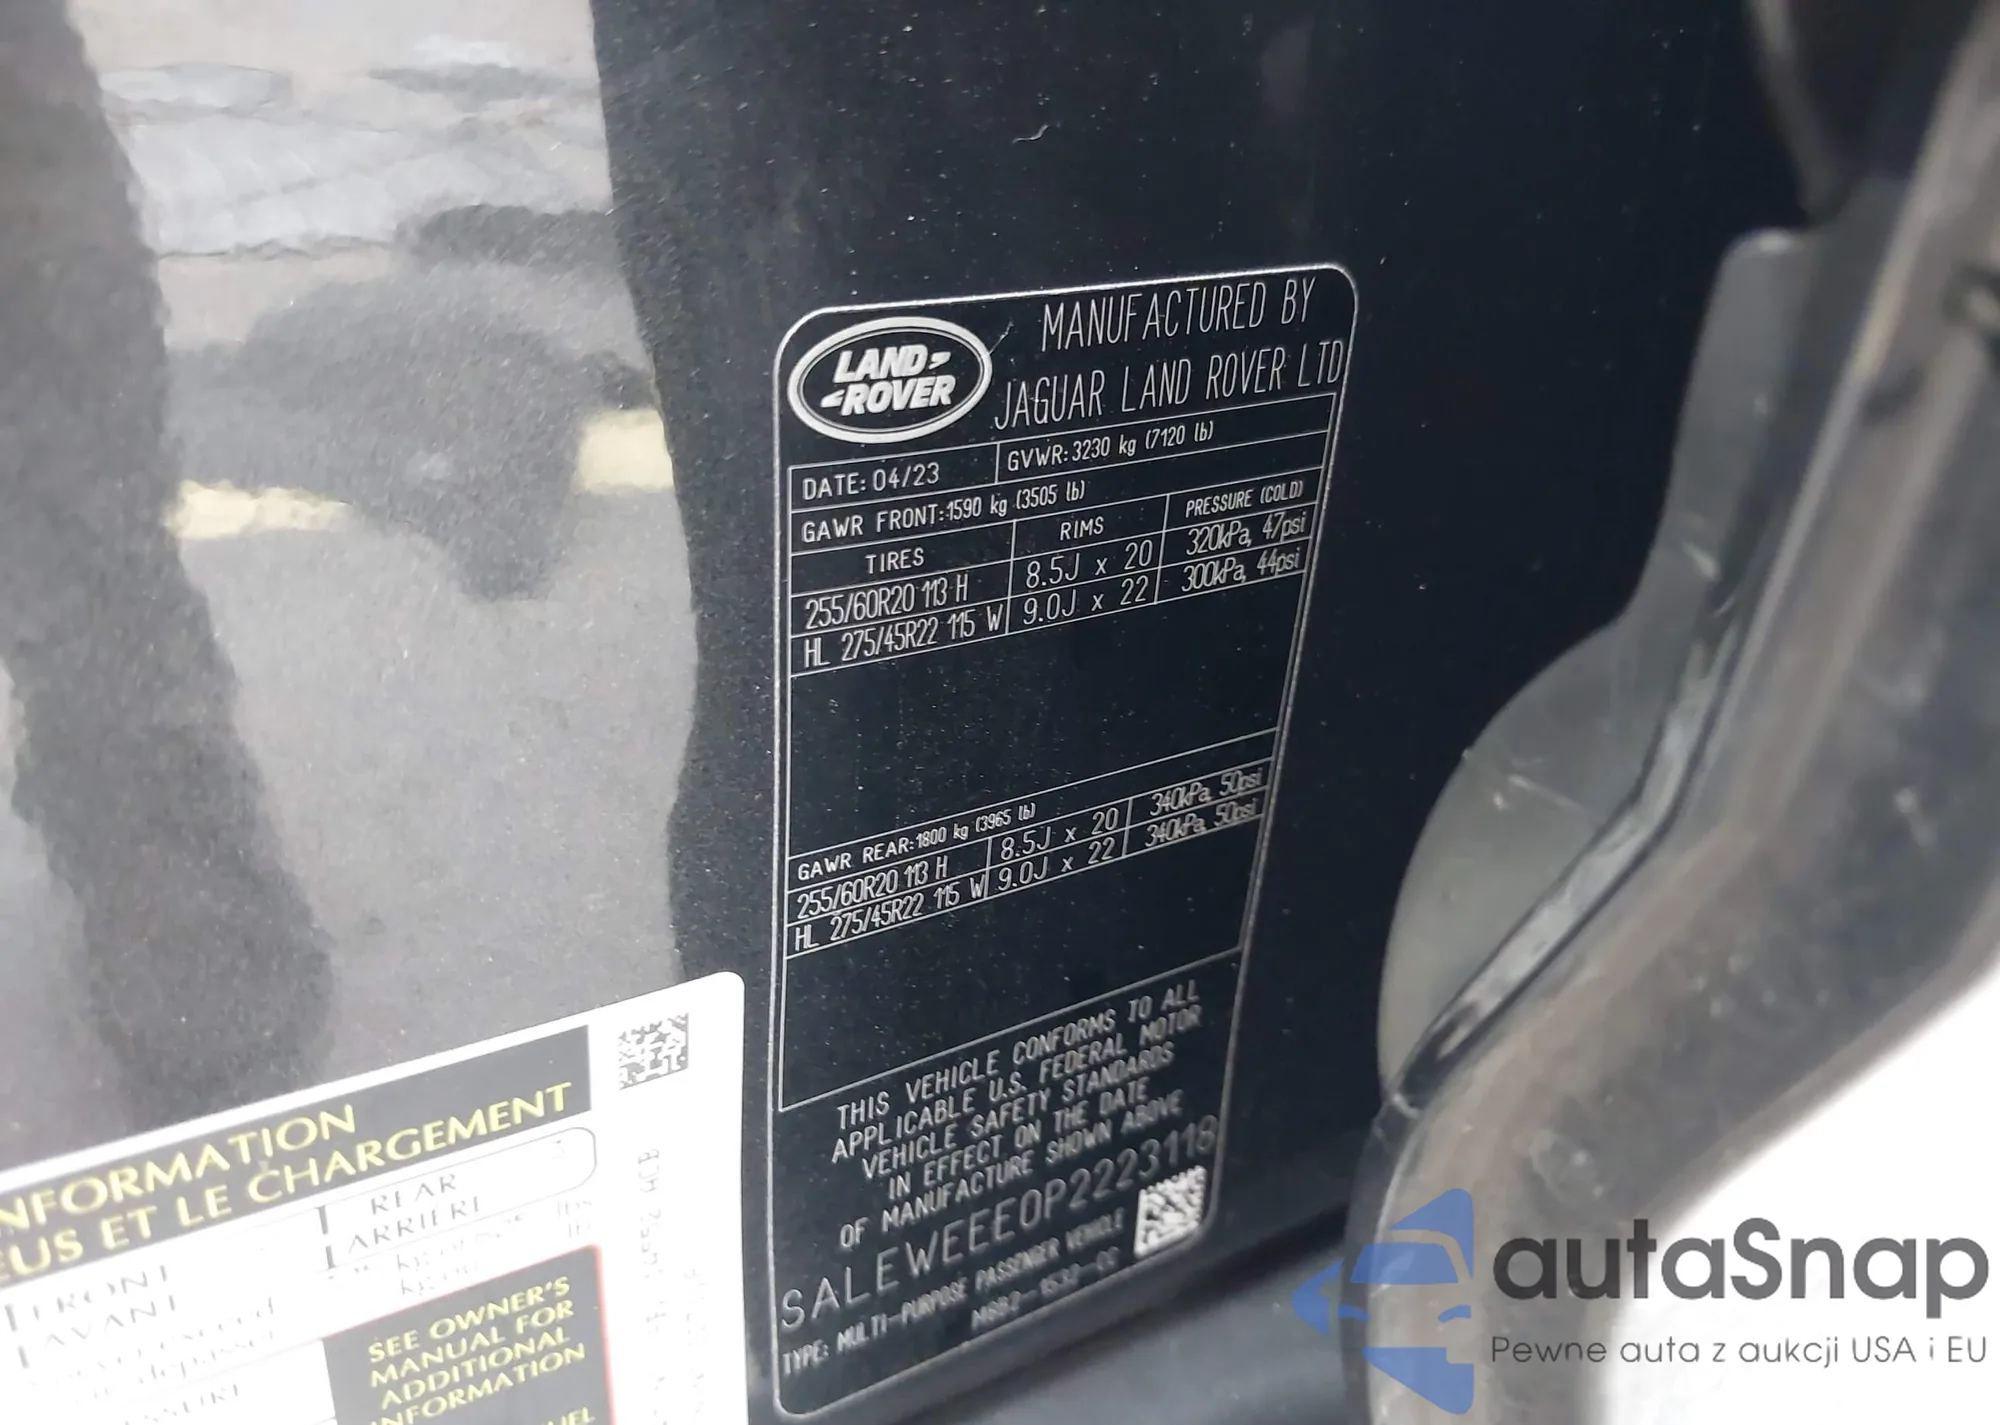 LAND
ROVER
MANUFACTURED BY
JAGUAR LAND ROVER LTD
DATE: 04/23
GVWR: 3230 kg (7120 lb)
GAWR FRONT: 1590 kg (3505 lb)
TIRES RIMS PRESSURE (COLD)
255/60R20 113 H 8.5J x 20 320kPa, 47psi
HL 275/45R22 115 W 9.0J x 22 300kPa, 44psi
GAWR REAR: 1800 kg (3965 lb)
255/60R20 113 H 8.5J x 20 340kPa, 50psi
HL 275/45R22 115 W 9.0J x 22 340kPa, 50psi
THIS VEHICLE CONFORMS TO ALL
APPLICABLE U.S. FEDERAL MOTOR
VEHICLE SAFETY STANDARDS
IN EFFECT ON THE DATE
OF MANUFACTURE SHOWN ABOVE
SALEWEEE0P2223118
TYPE: MULTI-PURPOSE PASSENGER VEHICLE
NFORMATION
EUS ET LE CHARGEMENT
REAR
ARRIÈRE
FRONT
AVANT
SEE OWNER'S
MANUAL FOR
ADDITIONAL
INFORMATION
autaSnap
Pewne auta z aukcji USA i EU